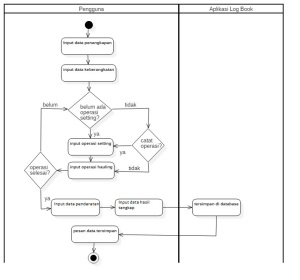 Pengguna
Aplikasi Log Book
Input data penangkapan
Input data keberangkatan
belum
belum ada
operasi
setting?
tidak
ya
catat
operasi?
Input operasi setting
ya
operasi
selesai?
Input operasi hauling
tidak
ya
Input data pendaratan
Input data hasil
tangkap
tersimpan di database
pesan data tersimpan